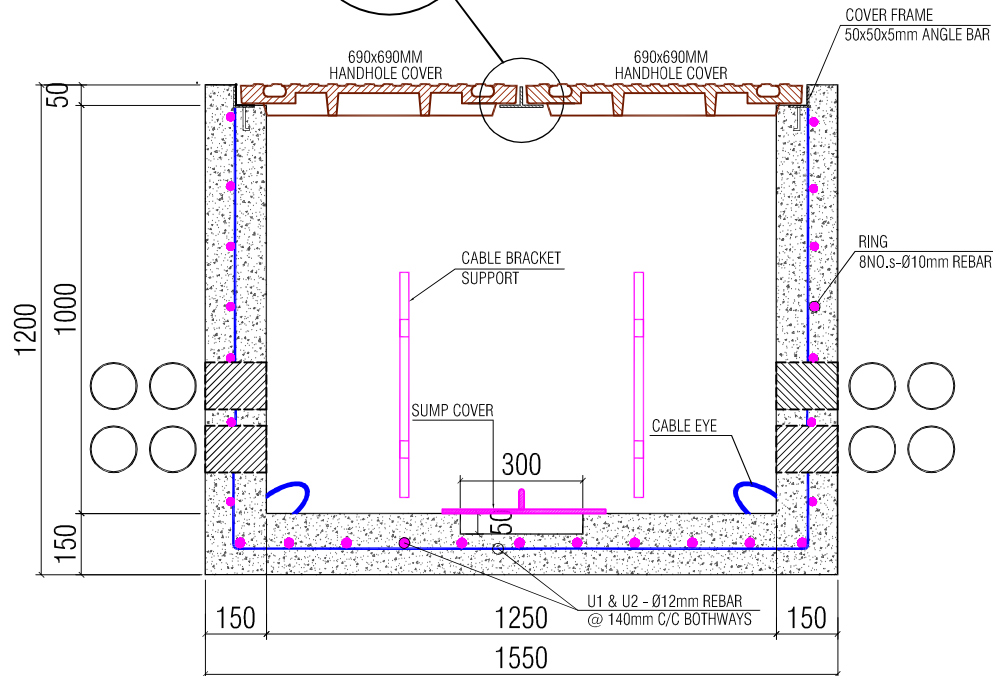 COVER FRAME
50x50x5mm ANGLE BAR
690x690MM
HANDHOLE COVER
690x690MM
HANDHOLE COVER
50
RING
8NO.s-Ø10mm REBAR
CABLE BRACKET
SUPPORT
1200
1000
SUMP COVER
CABLE EYE
300
50
150
U1 & U2 - Ø12mm REBAR
@ 140mm C/C BOTHWAYS
150
1250
150
1550